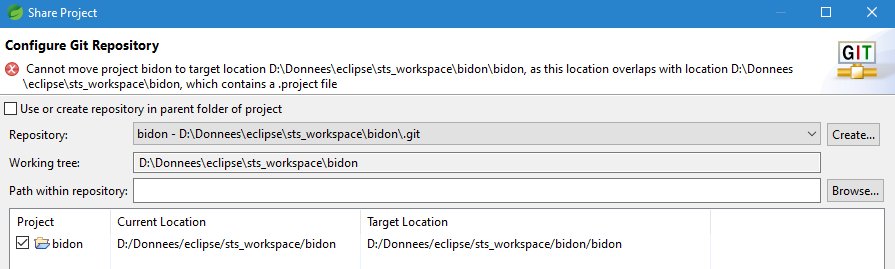 Share Project
Configure Git Repository
Cannot move project bidon to target location D:\Donnees\eclipse\sts_workspace\bidon\bidon, as this location overlaps with location D:\Donnees
\eclipse\sts_workspace\bidon, which contains a .project file
GIT
Use or create repository in parent folder of project
Repository: bidon - D:\Donnees\eclipse\sts_workspace\bidon\.git Create...
Working tree: D:\Donnees\eclipse\sts_workspace\bidon
Path within repository: Browse...
Project Current Location Target Location
bidon D:/Donnees/eclipse/sts_workspace/bidon D:/Donnees/eclipse/sts_workspace/bidon/bidon